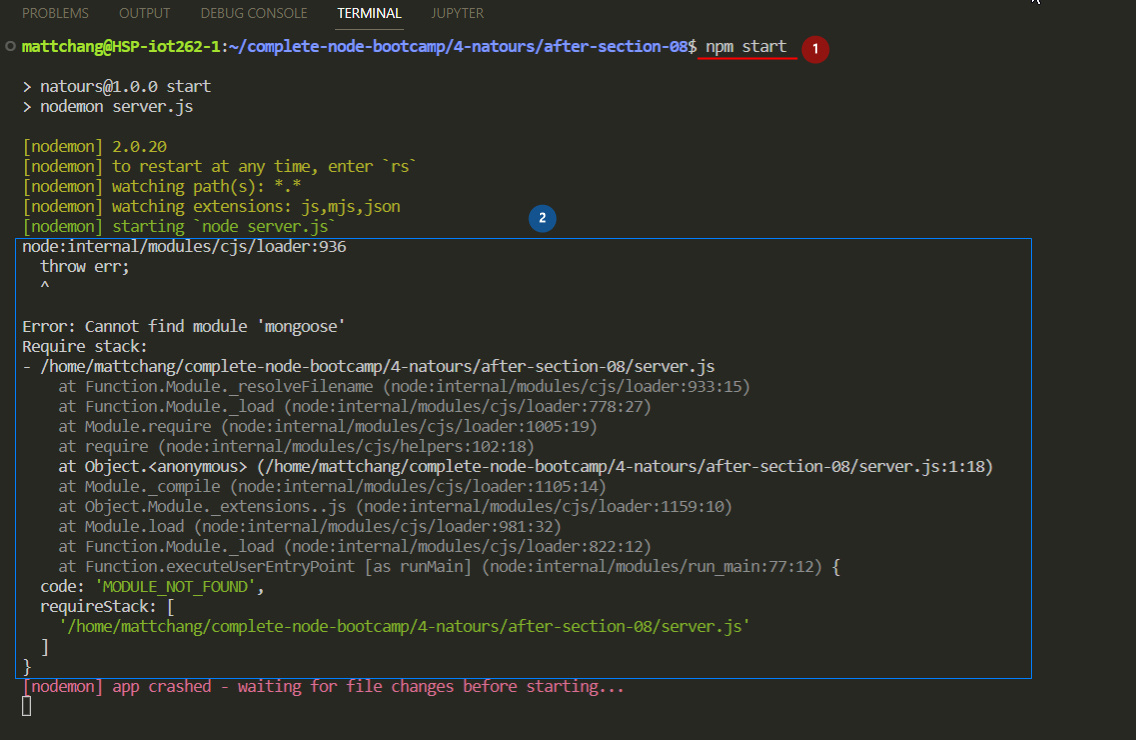 PROBLEMS OUTPUT DEBUG CONSOLE TERMINAL JUPYTER
mattchang@HSP-iot262-1:~/complete-node-bootcamp/4-natours/after-section-08$ npm start 1
> natours@1.0.0 start
> nodemon server.js
[nodemon] 2.0.20
[nodemon] to restart at any time, enter `rs`
[nodemon] watching path(s): *.*
[nodemon] watching extensions: js,mjs,json
[nodemon] starting `node server.js`
2
node:internal/modules/cjs/loader:936
  throw err;
  ^
Error: Cannot find module 'mongoose'
Require stack:
- /home/mattchang/complete-node-bootcamp/4-natours/after-section-08/server.js
    at Function.Module._resolveFilename (node:internal/modules/cjs/loader:933:15)
    at Function.Module._load (node:internal/modules/cjs/loader:778:27)
    at Module.require (node:internal/modules/cjs/loader:1005:19)
    at require (node:internal/modules/cjs/helpers:102:18)
    at Object.<anonymous> (/home/mattchang/complete-node-bootcamp/4-natours/after-section-08/server.js:1:18)
    at Module._compile (node:internal/modules/cjs/loader:1105:14)
    at Object.Module._extensions..js (node:internal/modules/cjs/loader:1159:10)
    at Module.load (node:internal/modules/cjs/loader:981:32)
    at Function.Module._load (node:internal/modules/cjs/loader:822:12)
    at Function.executeUserEntryPoint [as runMain] (node:internal/modules/run_main:77:12) {
  code: 'MODULE_NOT_FOUND',
  requireStack: [
    '/home/mattchang/complete-node-bootcamp/4-natours/after-section-08/server.js'
  ]
}
[nodemon] app crashed - waiting for file changes before starting...